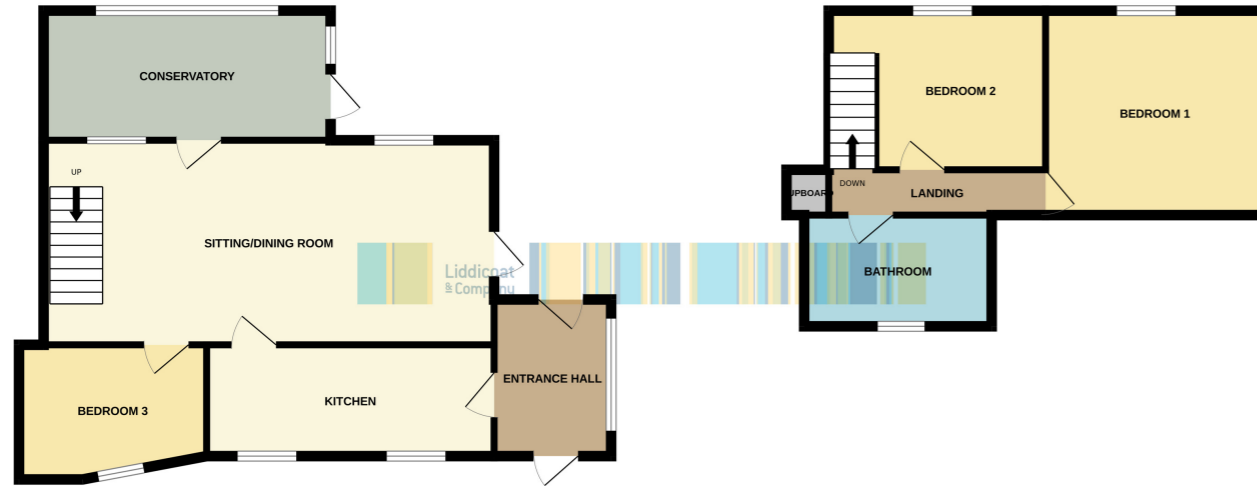 CONSERVATORY
UP
SITTING/DINING ROOM
BEDROOM 3
KITCHEN
ENTRANCE HALL
Liddicoat
& Company
BEDROOM 2
BEDROOM 1
UPBOARD
DOWN
LANDING
BATHROOM